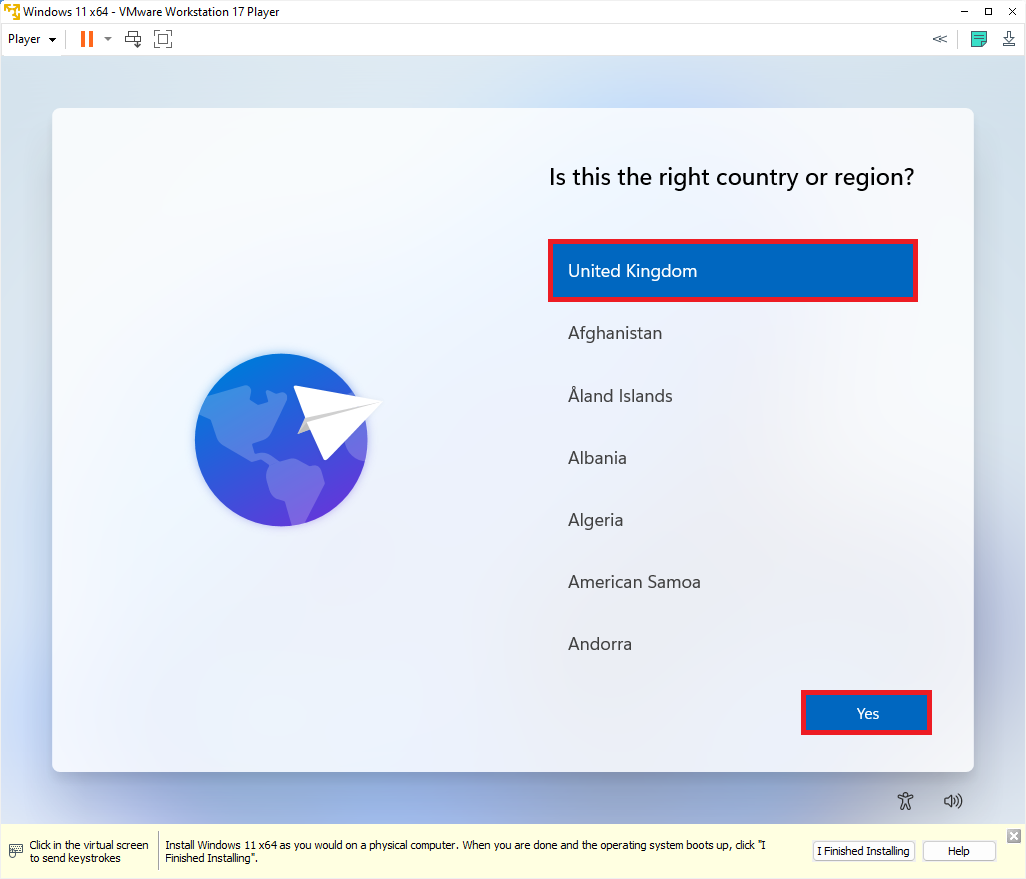 Windows 11 x64 - VMware Workstation 17 Player
Player
Is this the right country or region?
United Kingdom
Afghanistan
Åland Islands
Albania
Algeria
American Samoa
Andorra
Yes
Click in the virtual screen
to send keystrokes
Install Windows 11 x64 as you would on a physical computer. When you are done and the operating system boots up, click "I
Finished Installing".
I Finished Installing
Help